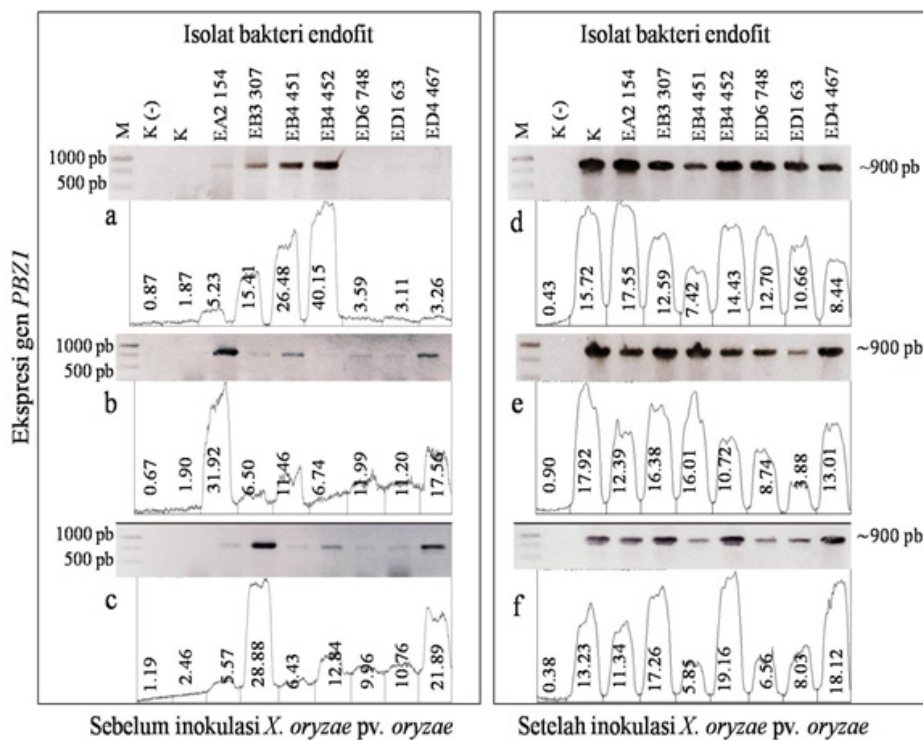 Isolat bakteri endofit
M K (-) K EA2 154 EB3 307 EB4 451 EB4 452 ED6 748 ED1 63 ED4 467
1000 pb
500 pb
a
0.87 1.87 5.23 15.41 26.48 40.15 3.59 3.11 3.26
1000 pb
500 pb
b
0.67 1.90 31.92 6.50 11.46 6.74 11.99 11.20 17.56
1000 pb
500 pb
c
1.19 2.46 5.57 28.88 6.43 12.84 9.96 10.76 21.89
Sebelum inokulasi X. oryzae pv. oryzae
Ekspresi gen PBZ1
Isolat bakteri endofit
M K (-) K EA2 154 EB3 307 EB4 451 EB4 452 ED6 748 ED1 63 ED4 467
~900 pb
d
0.43 15.72 17.55 12.59 7.42 14.43 12.70 10.66 8.44
~900 pb
e
0.90 17.92 12.39 16.38 16.01 10.72 8.74 3.88 13.01
~900 pb
f
0.38 13.23 11.34 17.26 5.85 19.16 6.56 8.03 18.12
Setelah inokulasi X. oryzae pv. oryzae